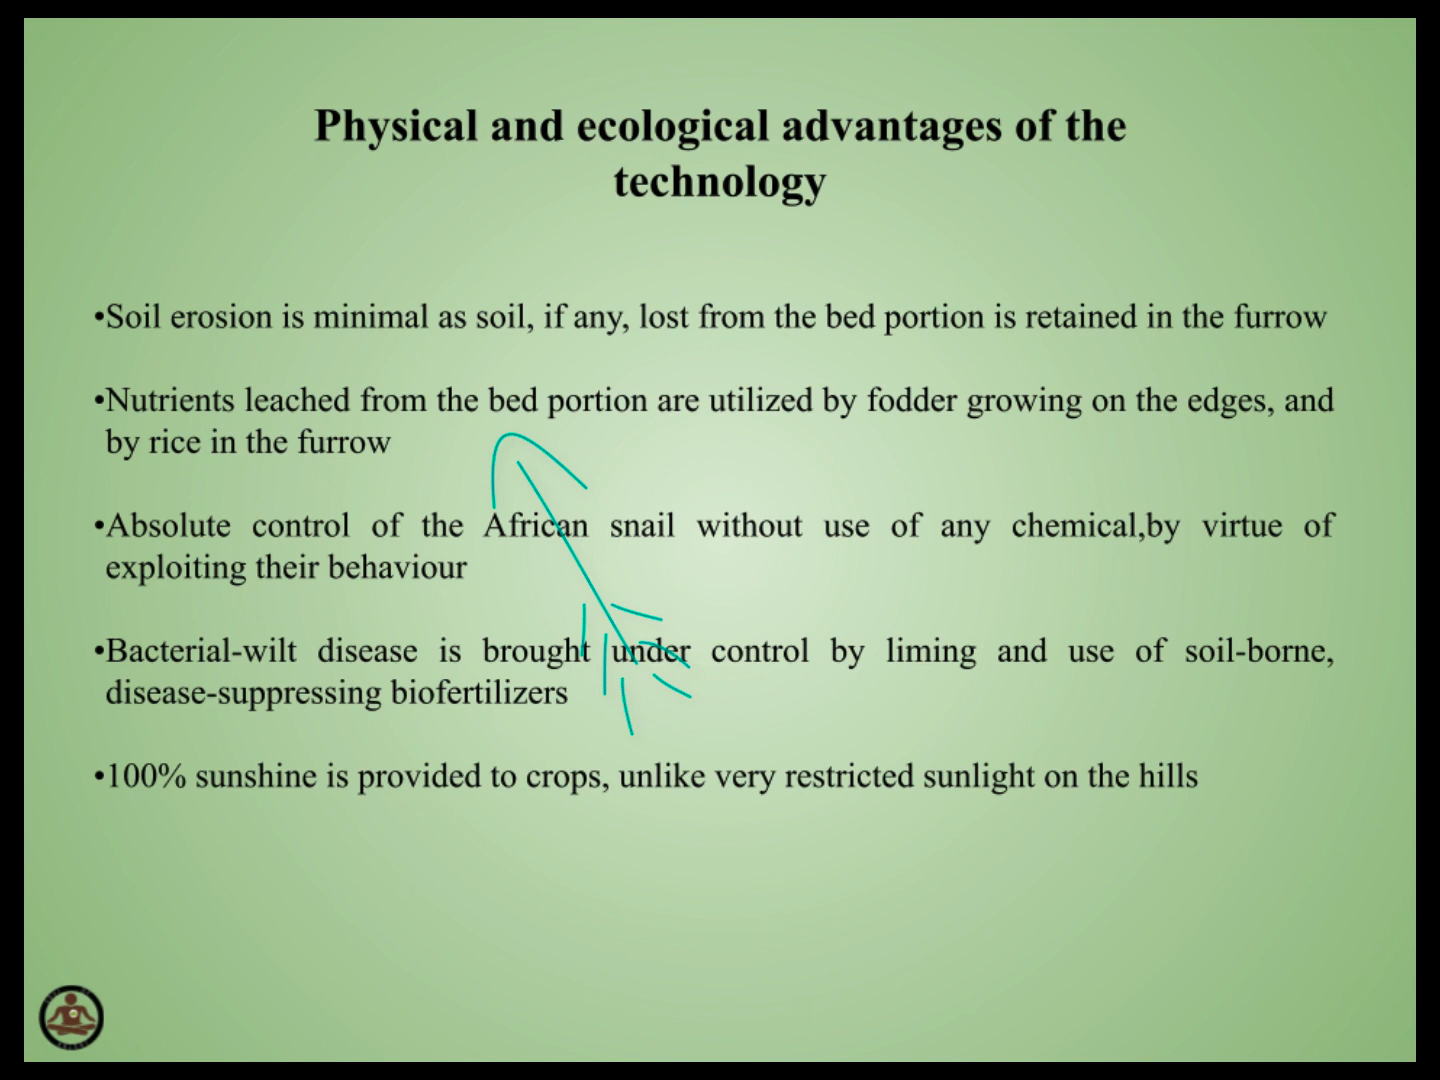 Physical and ecological advantages of the
technology
•Soil erosion is minimal as soil, if any, lost from the bed portion is retained in the furrow
•Nutrients leached from the bed portion are utilized by fodder growing on the edges, and
by rice in the furrow
•Absolute control of the African snail without use of any chemical,by virtue of
exploiting their behaviour
•Bacterial-wilt disease is brought under control by liming and use of soil-borne,
disease-suppressing biofertilizers
•100% sunshine is provided to crops, unlike very restricted sunlight on the hills